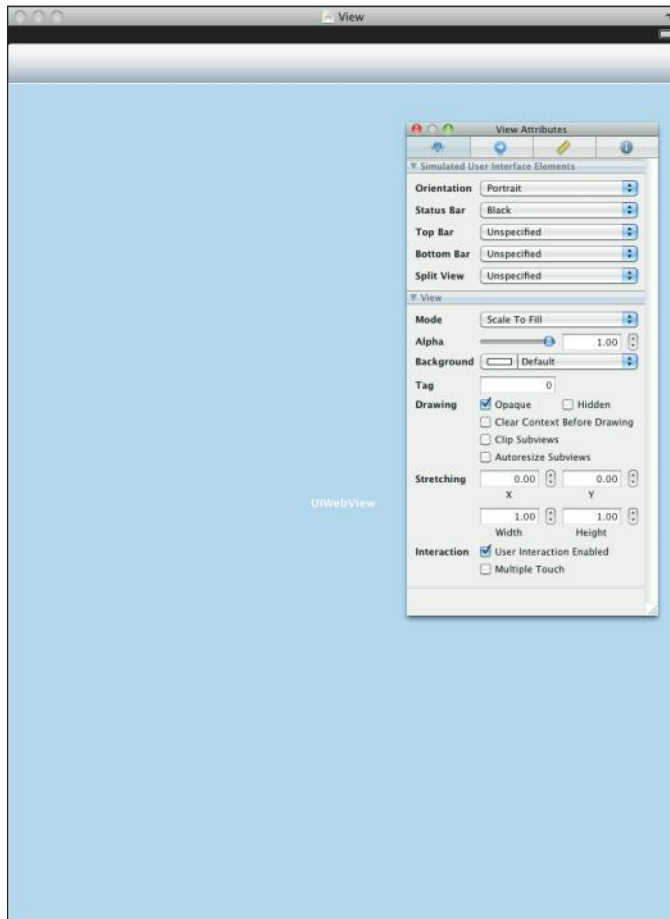 View
View Attributes
Simulated User Interface Elements
Orientation Portrait
Status Bar Black
Top Bar Unspecified
Bottom Bar Unspecified
Split View Unspecified
View
Mode Scale To Fill
Alpha 1.00
Background Default
Tag 0
Drawing Opaque Hidden
Clear Context Before Drawing
Clip Subviews
Autoresize Subviews
Stretching 0.00 0.00
X Y
UIWebView
1.00 1.00
Width Height
Interaction User Interaction Enabled
Multiple Touch